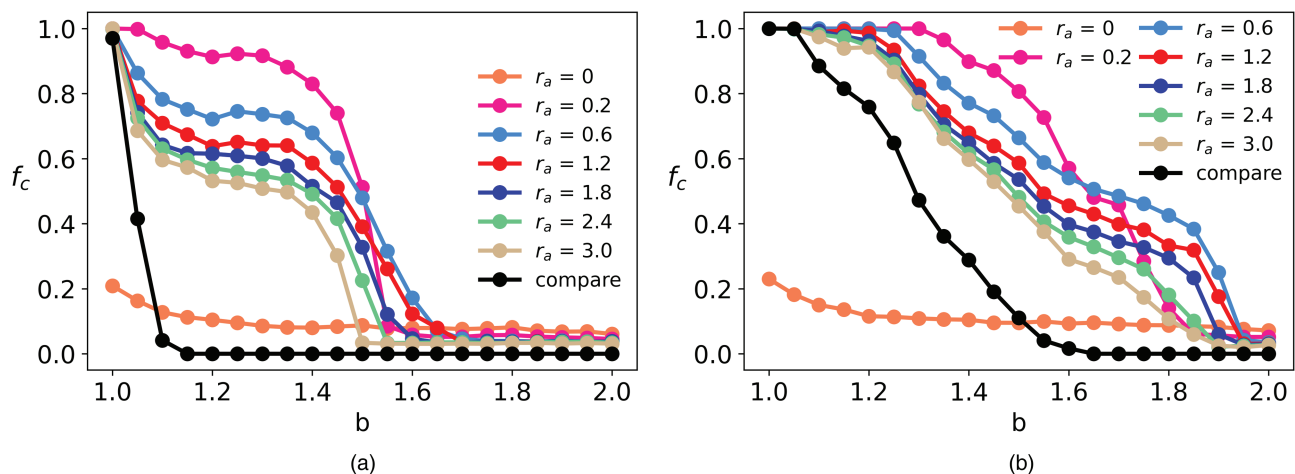 1.0
0.8
0.6
0.4
0.2
0.0
f_c
1.0 1.2 1.4 1.6 1.8 2.0
b
r_a = 0
r_a = 0.2
r_a = 0.6
r_a = 1.2
r_a = 1.8
r_a = 2.4
r_a = 3.0
compare
(a)
1.0
0.8
0.6
0.4
0.2
0.0
f_c
1.0 1.2 1.4 1.6 1.8 2.0
b
r_a = 0
r_a = 0.2
r_a = 0.6
r_a = 1.2
r_a = 1.8
r_a = 2.4
r_a = 3.0
compare
(b)